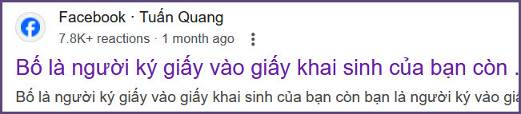 Facebook · Tuấn Quang
7.8K+ reactions · 1 month ago
Bố là người ký giấy vào giấy khai sinh của bạn còn .
Bố là người ký giấy vào giấy khai sinh của bạn còn bạn là người ký vào giấ